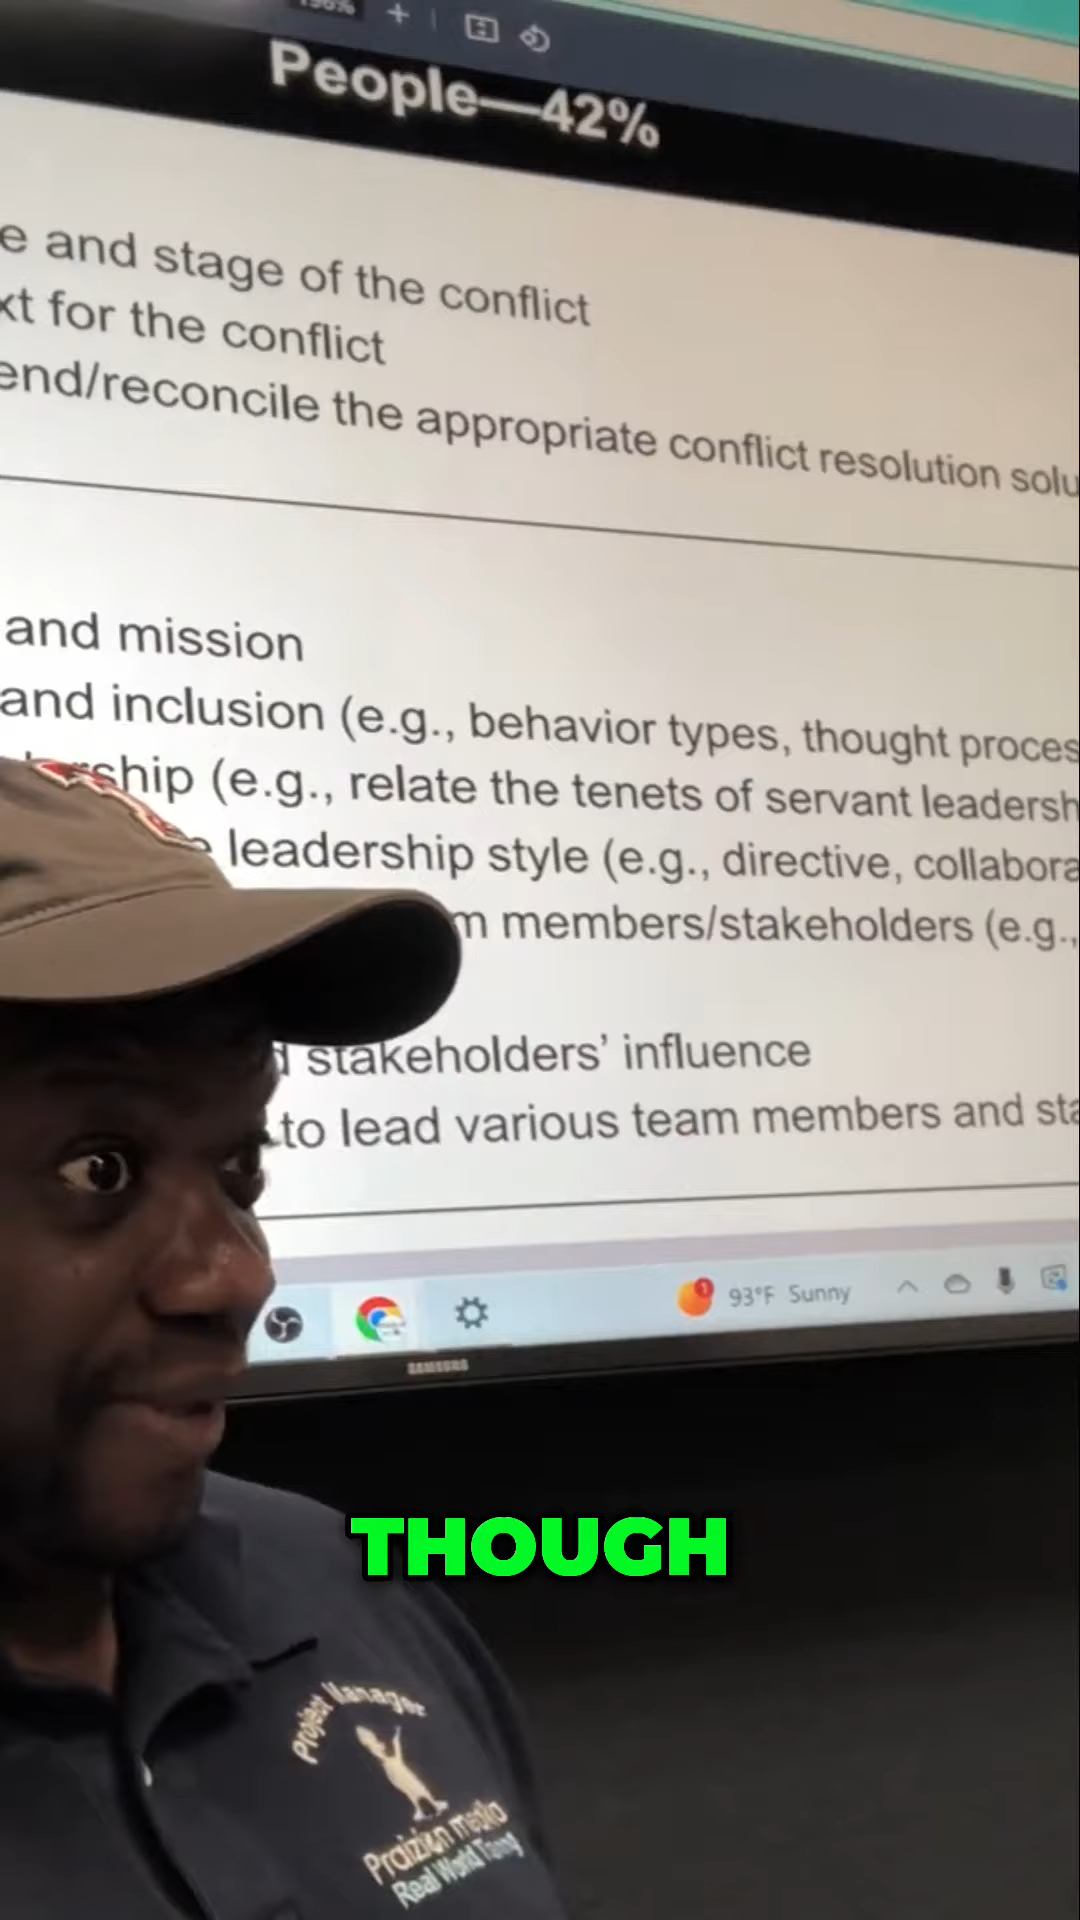 +
People—42%
e and stage of the conflict
xt for the conflict
end/reconcile the appropriate conflict resolution solu
and mission
and inclusion (e.g., behavior types, thought proces
ship (e.g., relate the tenets of servant leadersh
leadership style (e.g., directive, collabora
m members/stakeholders (e.g.,
d stakeholders’ influence
to lead various team members and sta
1
93°F Sunny
SAMSUNG
THOUGH
Project Manager
Praizion media
Real World Training